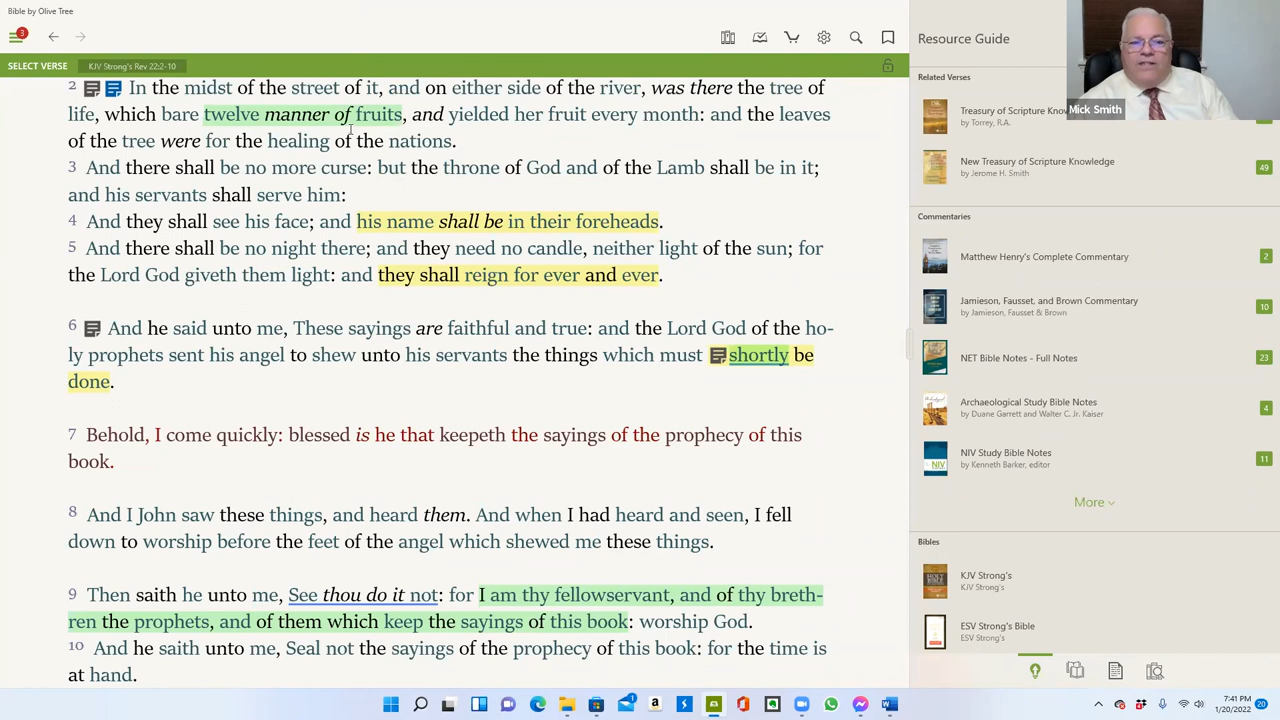 Bible by Olive Tree
3
SELECT VERSE KJV Strong's Rev 22:2-10
2 In the midst of the street of it, and on either side of the river, was there the tree of
life, which bare twelve manner of fruits, and yielded her fruit every month: and the leaves
of the tree were for the healing of the nations.
3 And there shall be no more curse: but the throne of God and of the Lamb shall be in it;
and his servants shall serve him:
4 And they shall see his face; and his name shall be in their foreheads.
5 And there shall be no night there; and they need no candle, neither light of the sun; for
the Lord God giveth them light: and they shall reign for ever and ever.
6 And he said unto me, These sayings are faithful and true: and the Lord God of the ho-
ly prophets sent his angel to shew unto his servants the things which must shortly be
done.
7 Behold, I come quickly: blessed is he that keepeth the sayings of the prophecy of this
book.
8 And I John saw these things, and heard them. And when I had heard and seen, I fell
down to worship before the feet of the angel which shewed me these things.
9 Then saith he unto me, See thou do it not: for I am thy fellowservant, and of thy breth-
ren the prophets, and of them which keep the sayings of this book: worship God.
10 And he saith unto me, Seal not the sayings of the prophecy of this book: for the time is
at hand.
Resource Guide
Mick Smith
Related Verses
Treasury of Scripture Know
by Torrey, R.A.
New Treasury of Scripture Knowledge
by Jerome H. Smith
49
Commentaries
Matthew Henry's Complete Commentary
2
Jamieson, Fausset, and Brown Commentary
by Jamieson, Fausset & Brown
10
NET Bible Notes - Full Notes
23
Archaeological Study Bible Notes
by Duane Garrett and Walter C. Jr. Kaiser
4
NIV Study Bible Notes
by Kenneth Barker, editor
11
More
Bibles
KJV Strong's
KJV Strong's
ESV Strong's Bible
ESV Strong's
7:41 PM
1/20/2022